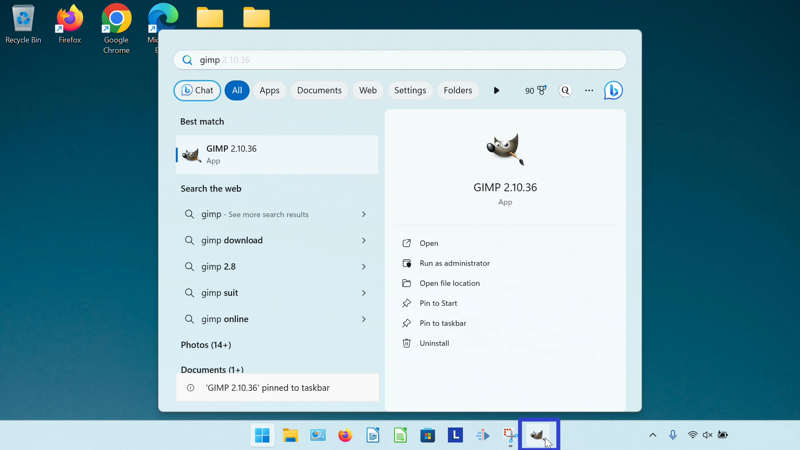 Recycle Bin
Firefox
Google
Chrome
gimp 2.10.36
Chat
All
Apps
Documents
Web
Settings
Folders
90
Best match
GIMP 2.10.36
App
Search the web
gimp - See more search results
gimp download
gimp 2.8
gimp suit
gimp online
Photos (14+)
Documents (1+)
'GIMP 2.10.36' pinned to taskbar
GIMP 2.10.36
App
Open
Run as administrator
Open file location
Pin to Start
Pin to taskbar
Uninstall
L